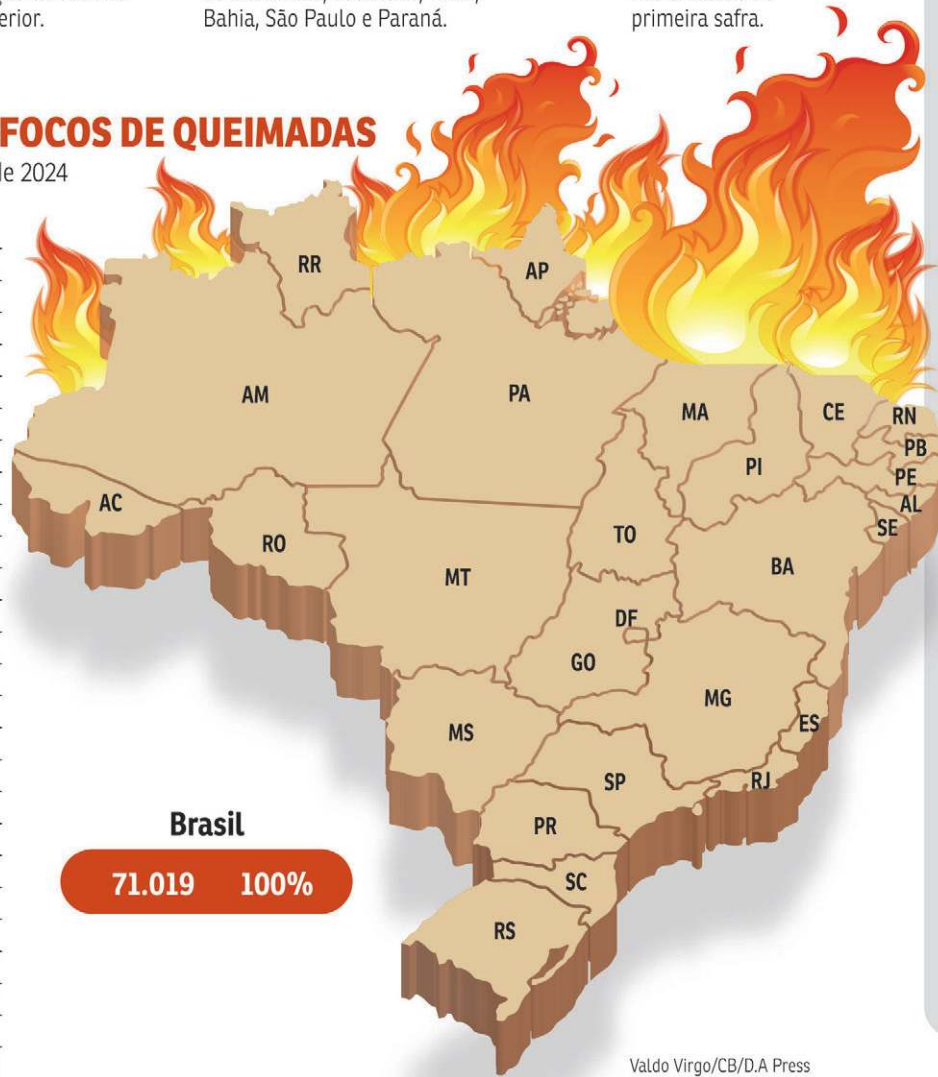 erior.
Bahia, São Paulo e Paraná.
primeira safra.
FOCOS DE QUEIMADAS
de 2024
RR
AP
AM
PA
MA
CE
RN
PB
PI
PE
AL
AC
SE
TO
RO
BA
MT
DF
GO
MG
ES
MS
SP
RJ
PR
Brasil
71.019 100%
SC
RS
Valdo Virgo/CB/D.A Press